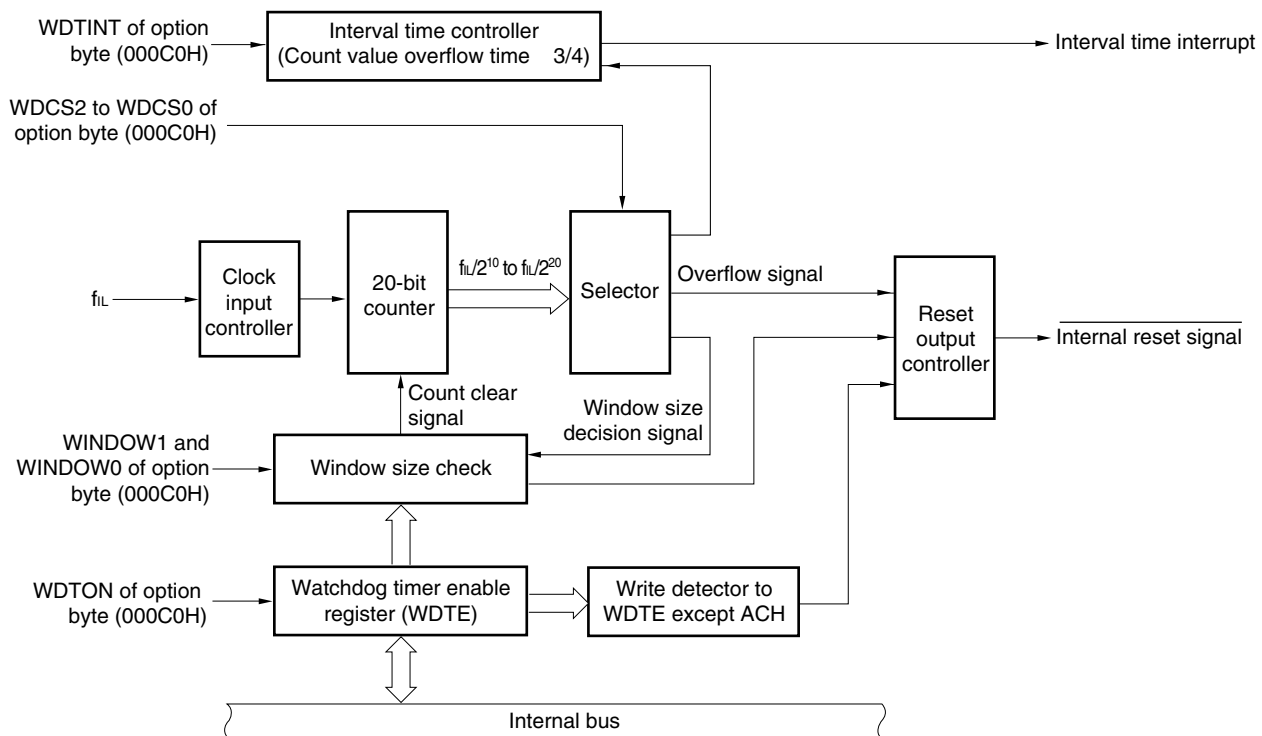 WDTINT of option
byte (000C0H)
Interval time controller
(Count value overflow time 3/4)
Interval time interrupt
WDCS2 to WDCS0 of
option byte (000C0H)
fIL
Clock
input
controller
20-bit
counter
fIL/2¹⁰ to fIL/2²⁰
Selector
Overflow signal
Reset
output
controller
Internal reset signal
Count clear
signal
Window size
decision signal
WINDOW1 and
WINDOW0 of option
byte (000C0H)
Window size check
WDTON of option
byte (000C0H)
Watchdog timer enable
register (WDTE)
Write detector to
WDTE except ACH
Internal bus